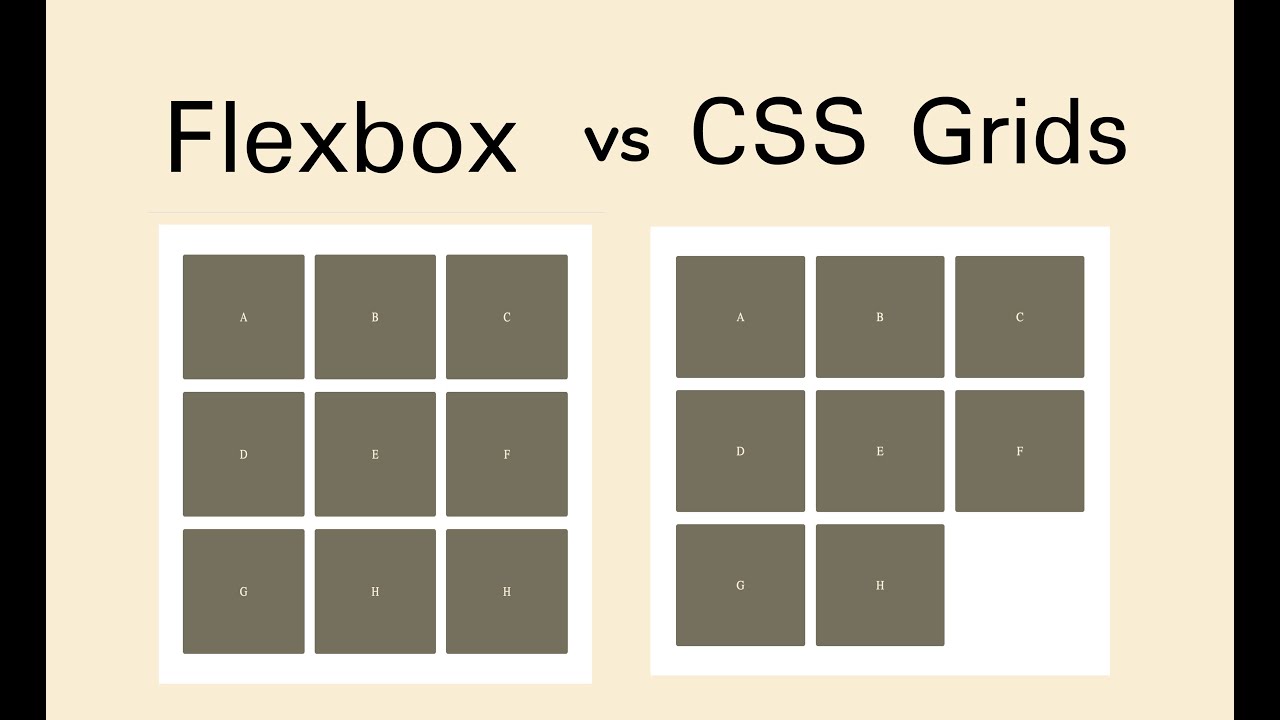 Flexbox vs CSS Grids
A B C
D E F
G H H
A B C
D E F
G H